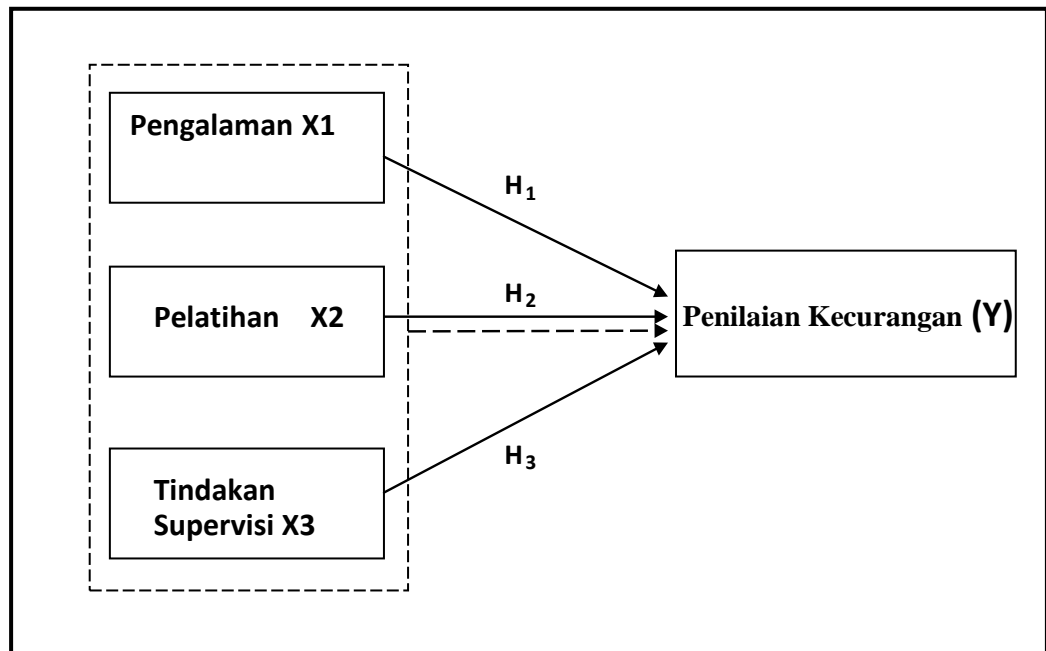 Pengalaman X1
H1
Pelatihan X2
H2
Penilaian Kecurangan (Y)
Tindakan
Supervisi X3
H3